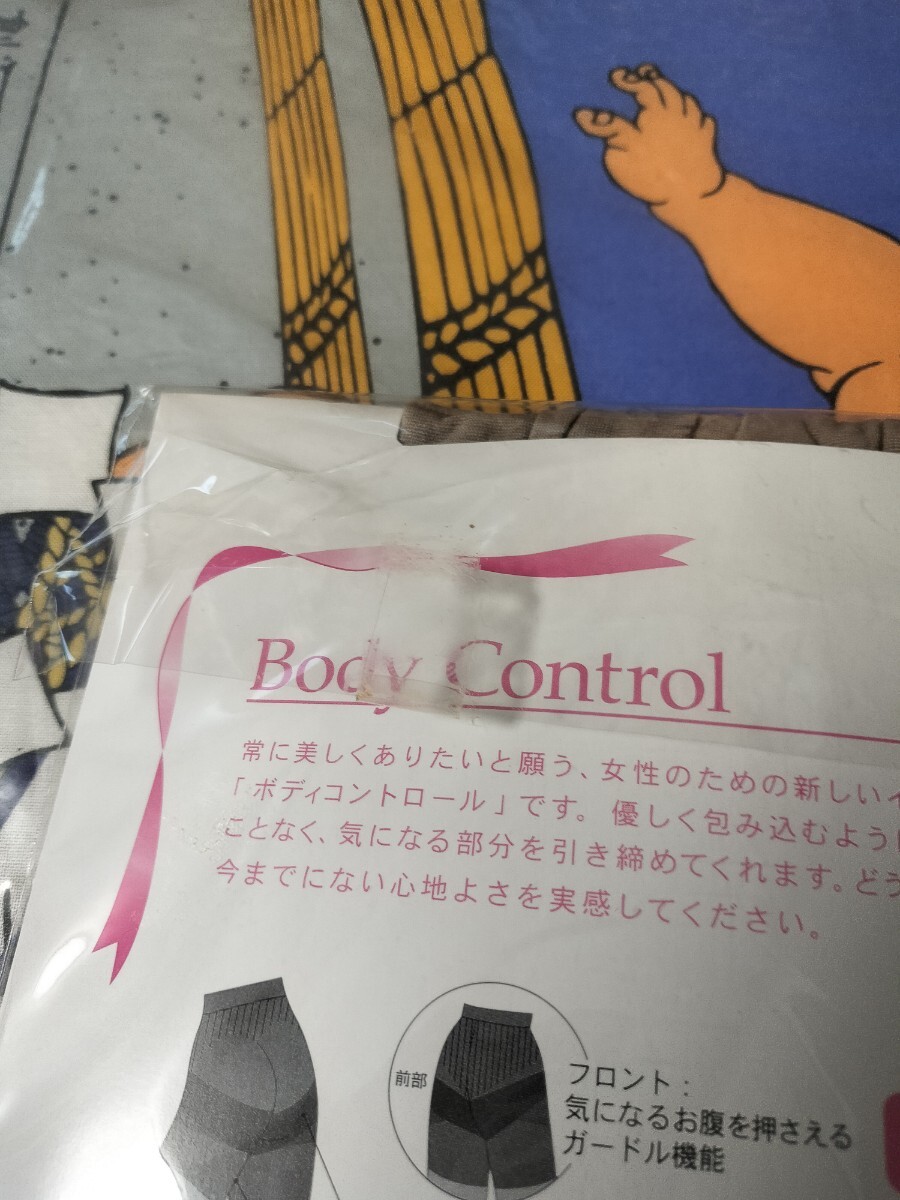 Body Control
常に美しくありたいと願う、女性のための新しい
「ボディコントロール」です。優しく包み込むよう
ことなく、気になる部分を引き締めてくれます。どう
今までにない心地よさを実感してください。
前部
フロント：
気になるお腹を押さえる
ガードル機能